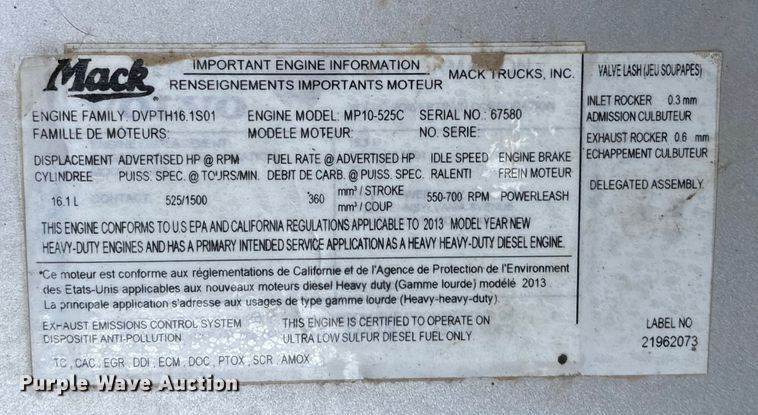 Mack
IMPORTANT ENGINE INFORMATION
RENSEIGNEMENTS IMPORTANTS MOTEUR
MACK TRUCKS, INC.
ENGINE FAMILY: DVPTH16.1S01 ENGINE MODEL: MP10-525C SERIAL NO: 67580
FAMILLE DE MOTEURS: MODELE MOTEUR: NO. SERIE:
DISPLACEMENT ADVERTISED HP @ RPM FUEL RATE @ ADVERTISED HP IDLE SPEED ENGINE BRAKE
CYLINDREE PUISS. SPEC. @ TOURS/MIN. DEBIT DE CARB. @ PUISS. SPEC. RALENTI FREIN MOTEUR
16.1 L 525/1500 360 mm³ / STROKE 550-700 RPM POWERLEASH
mm³ / COUP
THIS ENGINE CONFORMS TO U.S EPA AND CALIFORNIA REGULATIONS APPLICABLE TO 2013 MODEL YEAR NEW
HEAVY-DUTY ENGINES AND HAS A PRIMARY INTENDED SERVICE APPLICATION AS A HEAVY HEAVY-DUTY DIESEL ENGINE.
*Ce moteur est conforme aux réglementations de Californie et de l'Agence de Protection de l'Environment
des Etats-Unis applicables aux nouveaux moteurs diesel Heavy duty (Gamme lourde) modélé 2013
La principale application s'adresse aux usages de type gamme lourde (Heavy-heavy-duty).
EXHAUST EMISSIONS CONTROL SYSTEM THIS ENGINE IS CERTIFIED TO OPERATE ON
DISPOSITIF ANTI-POLLUTION ULTRA LOW SULFUR DIESEL FUEL ONLY.
TC , CAC , EGR , DDI , ECM , DOC , PTOX , SCR , AMOX
VALVE LASH (JEU SOUPAPES)
INLET ROCKER 0.3 mm
ADMISSION CULBUTEUR
EXHAUST ROCKER 0.6 mm
ECHAPPEMENT CULBUTEUR
DELEGATED ASSEMBLY
LABEL NO
21962073
Purple Wave Auction